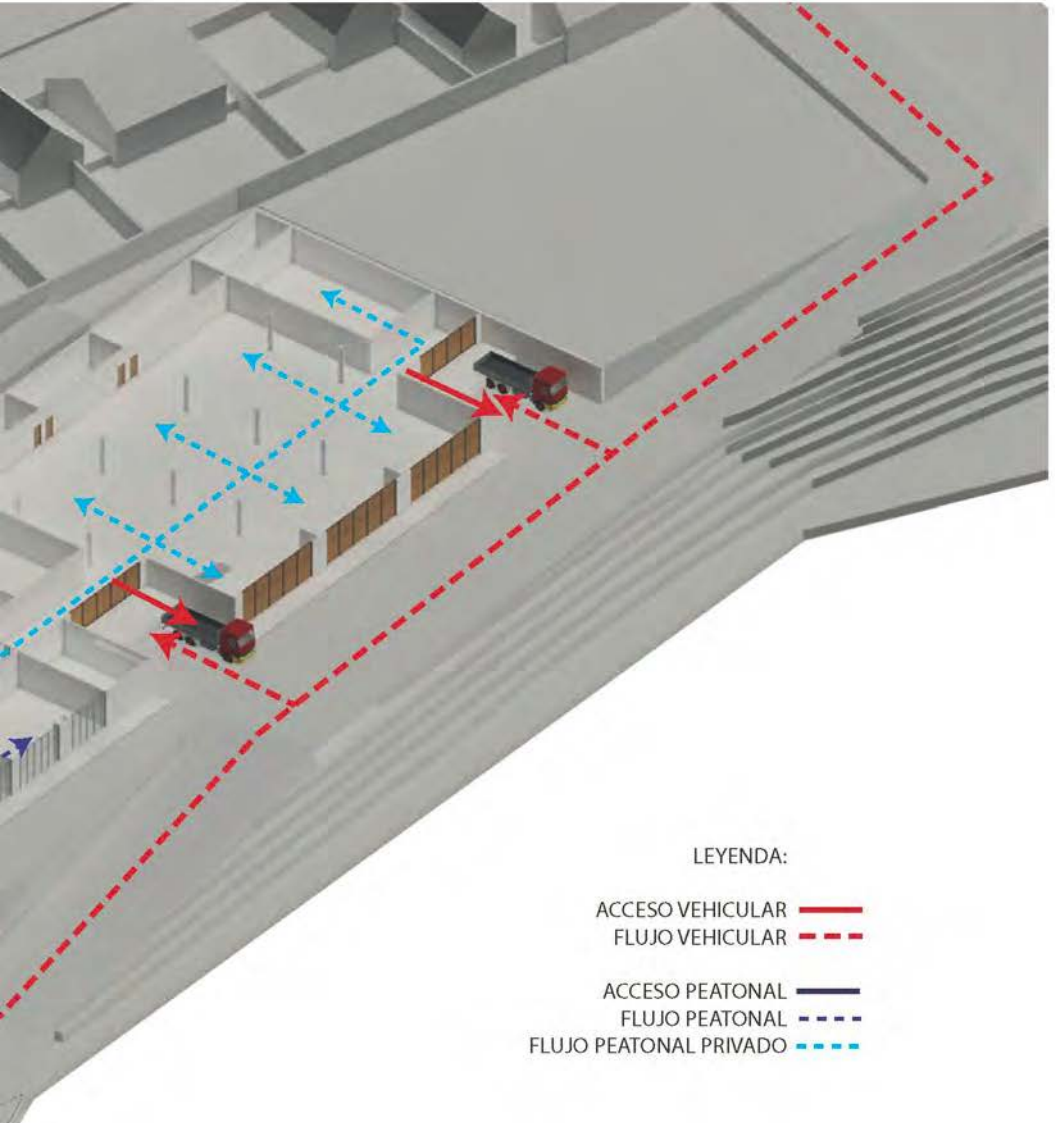 LEYENDA:
ACCESO VEHICULAR
FLUJO VEHICULAR
ACCESO PEATONAL
FLUJO PEATONAL
FLUJO PEATONAL PRIVADO